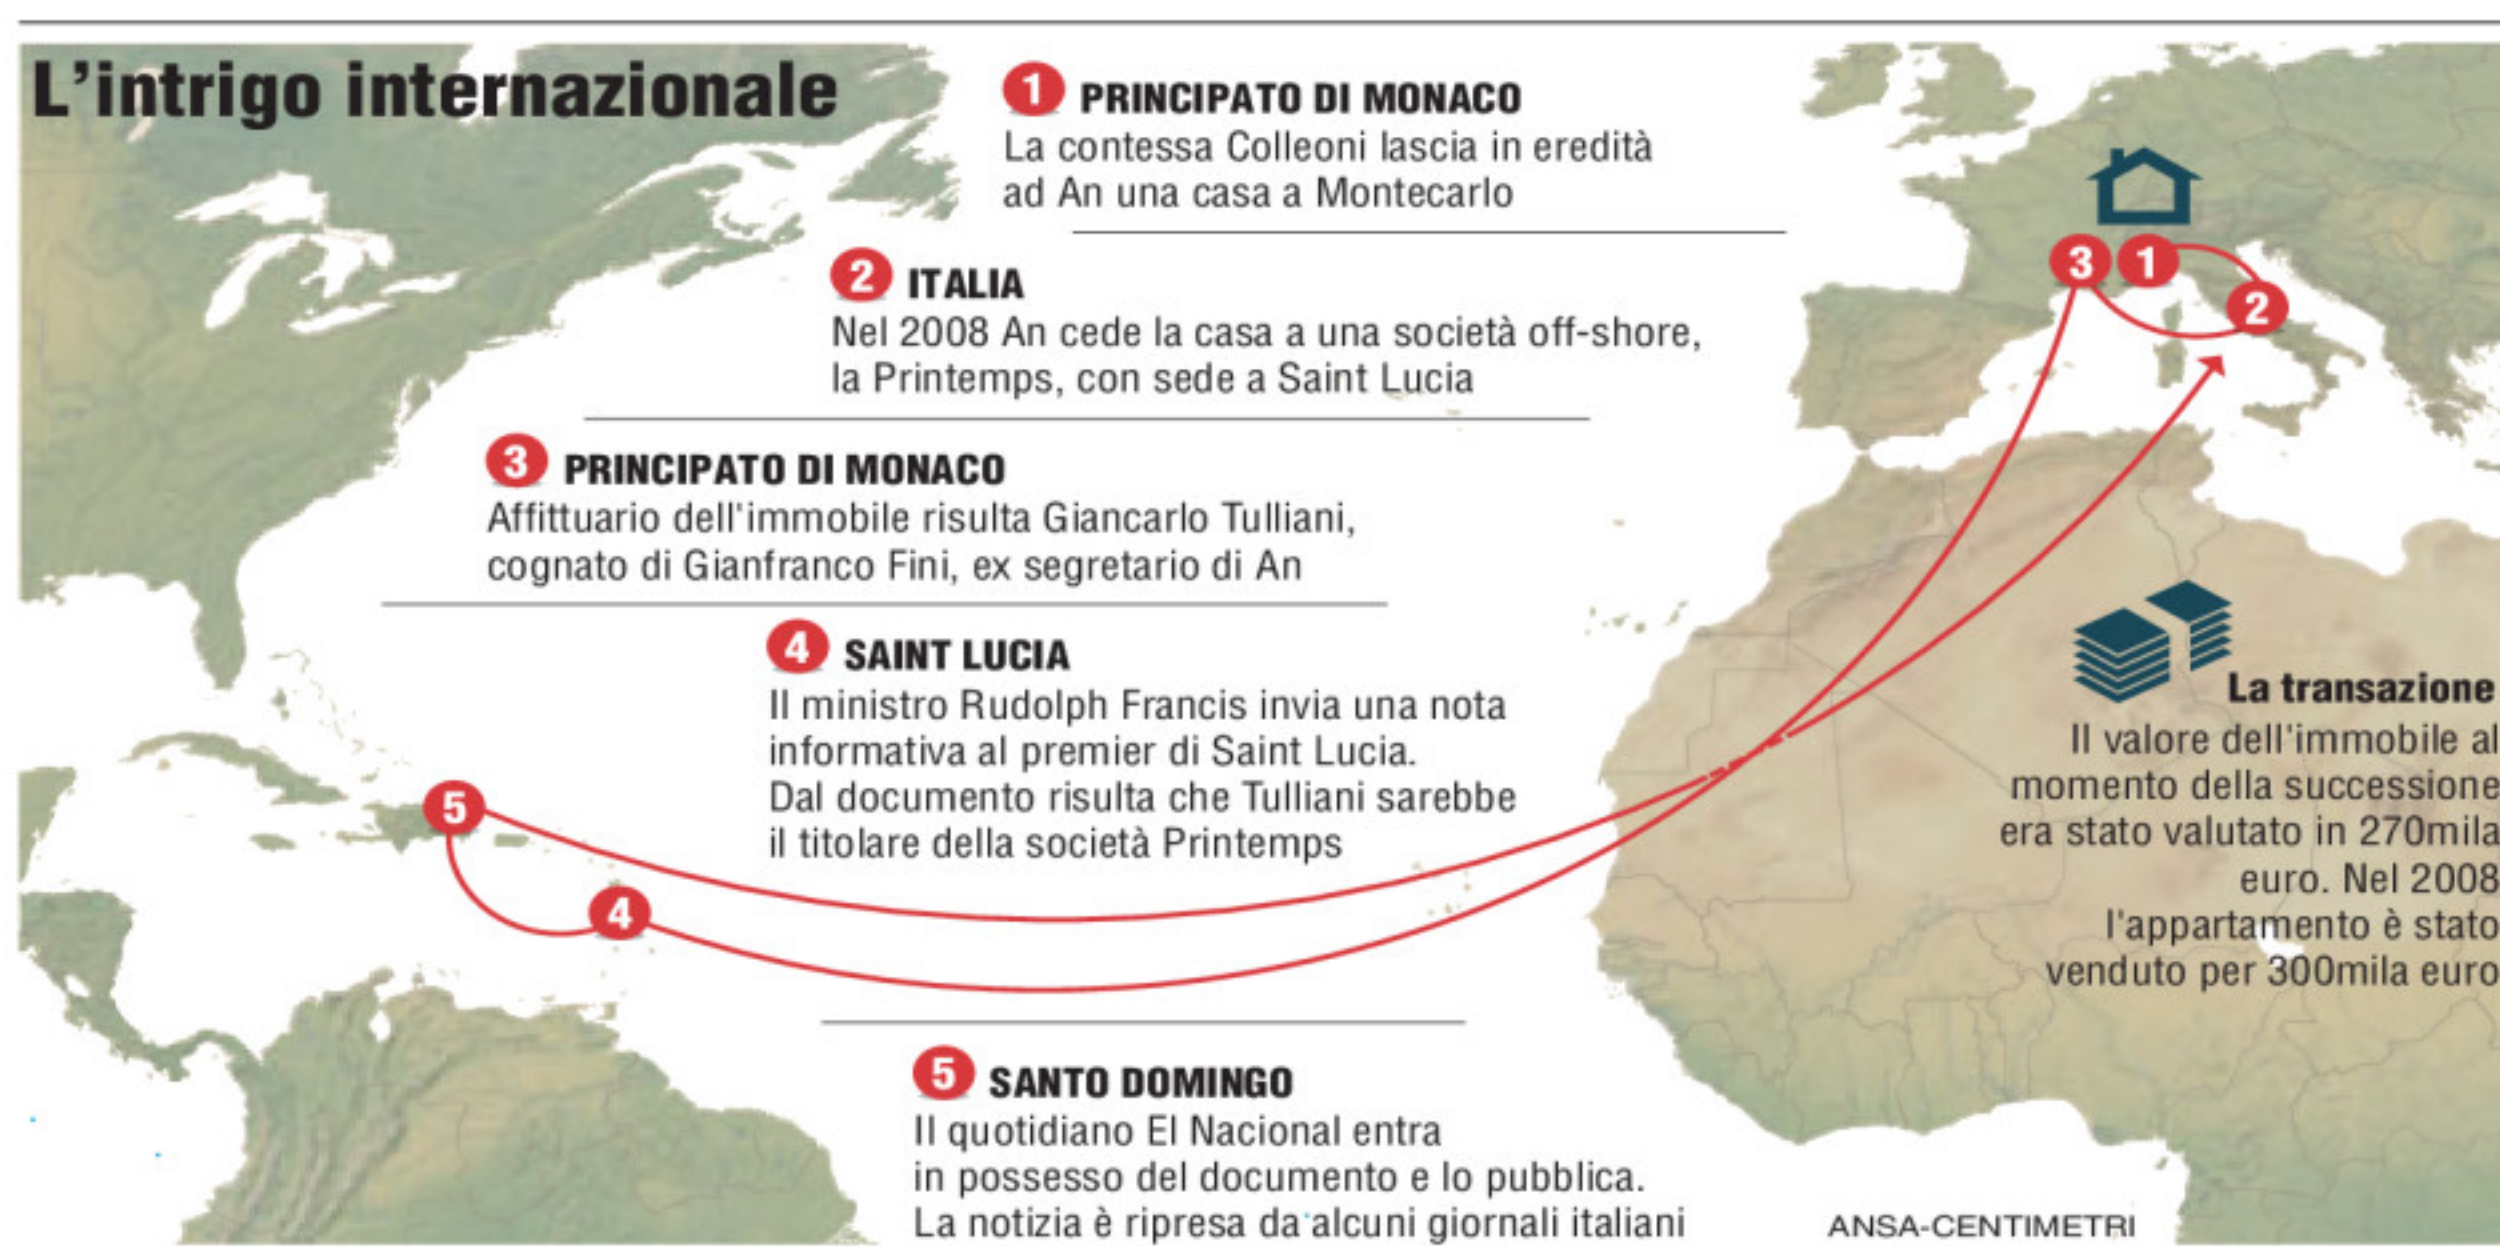 L'intrigo internazionale
1 PRINCIPATO DI MONACO
La contessa Colleoni lascia in eredità
ad An una casa a Montecarlo
2 ITALIA
Nel 2008 An cede la casa a una società off-shore,
la Printemps, con sede a Saint Lucia
3 PRINCIPATO DI MONACO
Affittuario dell'immobile risulta Giancarlo Tulliani,
cognato di Gianfranco Fini, ex segretario di An
4 SAINT LUCIA
Il ministro Rudolph Francis invia una nota
informativa al premier di Saint Lucia.
Dal documento risulta che Tulliani sarebbe
il titolare della società Printemps
5 SANTO DOMINGO
Il quotidiano El Nacional entra
in possesso del documento e lo pubblica.
La notizia è ripresa da alcuni giornali italiani
3 1
2
5
4
La transazione
Il valore dell'immobile al
momento della successione
era stato valutato in 270mila
euro. Nel 2008
l'appartamento è stato
venduto per 300mila euro
ANSA-CENTIMETRI